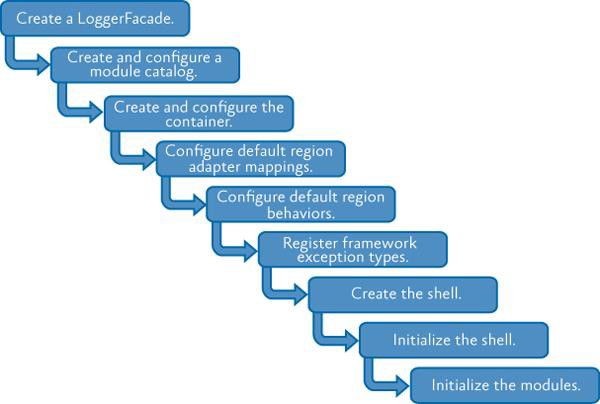 Create a LoggerFacade.
Create and configure a
module catalog.
Create and configure the
container.
Configure default region
adapter mappings.
Configure default region
behaviors.
Register framework
exception types.
Create the shell.
Initialize the shell.
Initialize the modules.